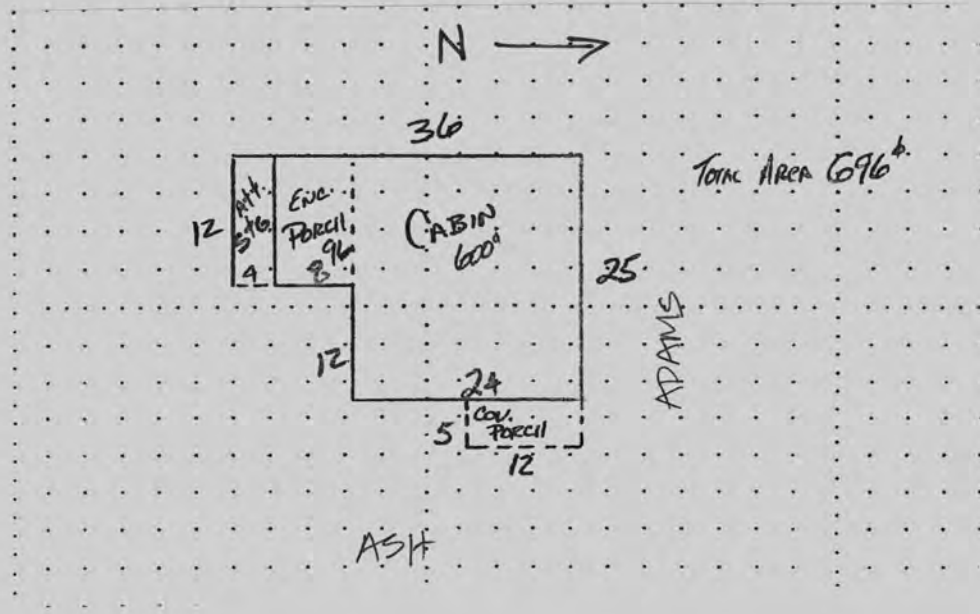 N
36
TOTAL AREA 696
12
Att.
Stg.
4
ENC.
PORCH
96
8
CABIN
600
25
ADAMS
12
24
COV.
PORCH
5
12
ASH